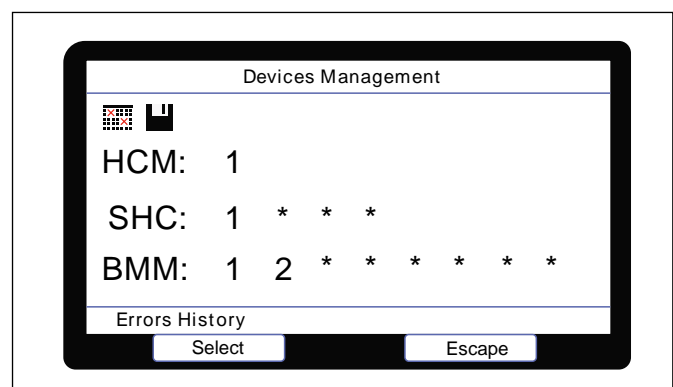 Devices Management
HCM: 1
SHC: 1 * * *
BMM: 1 2 * * * * * *
Errors History
Select Escape